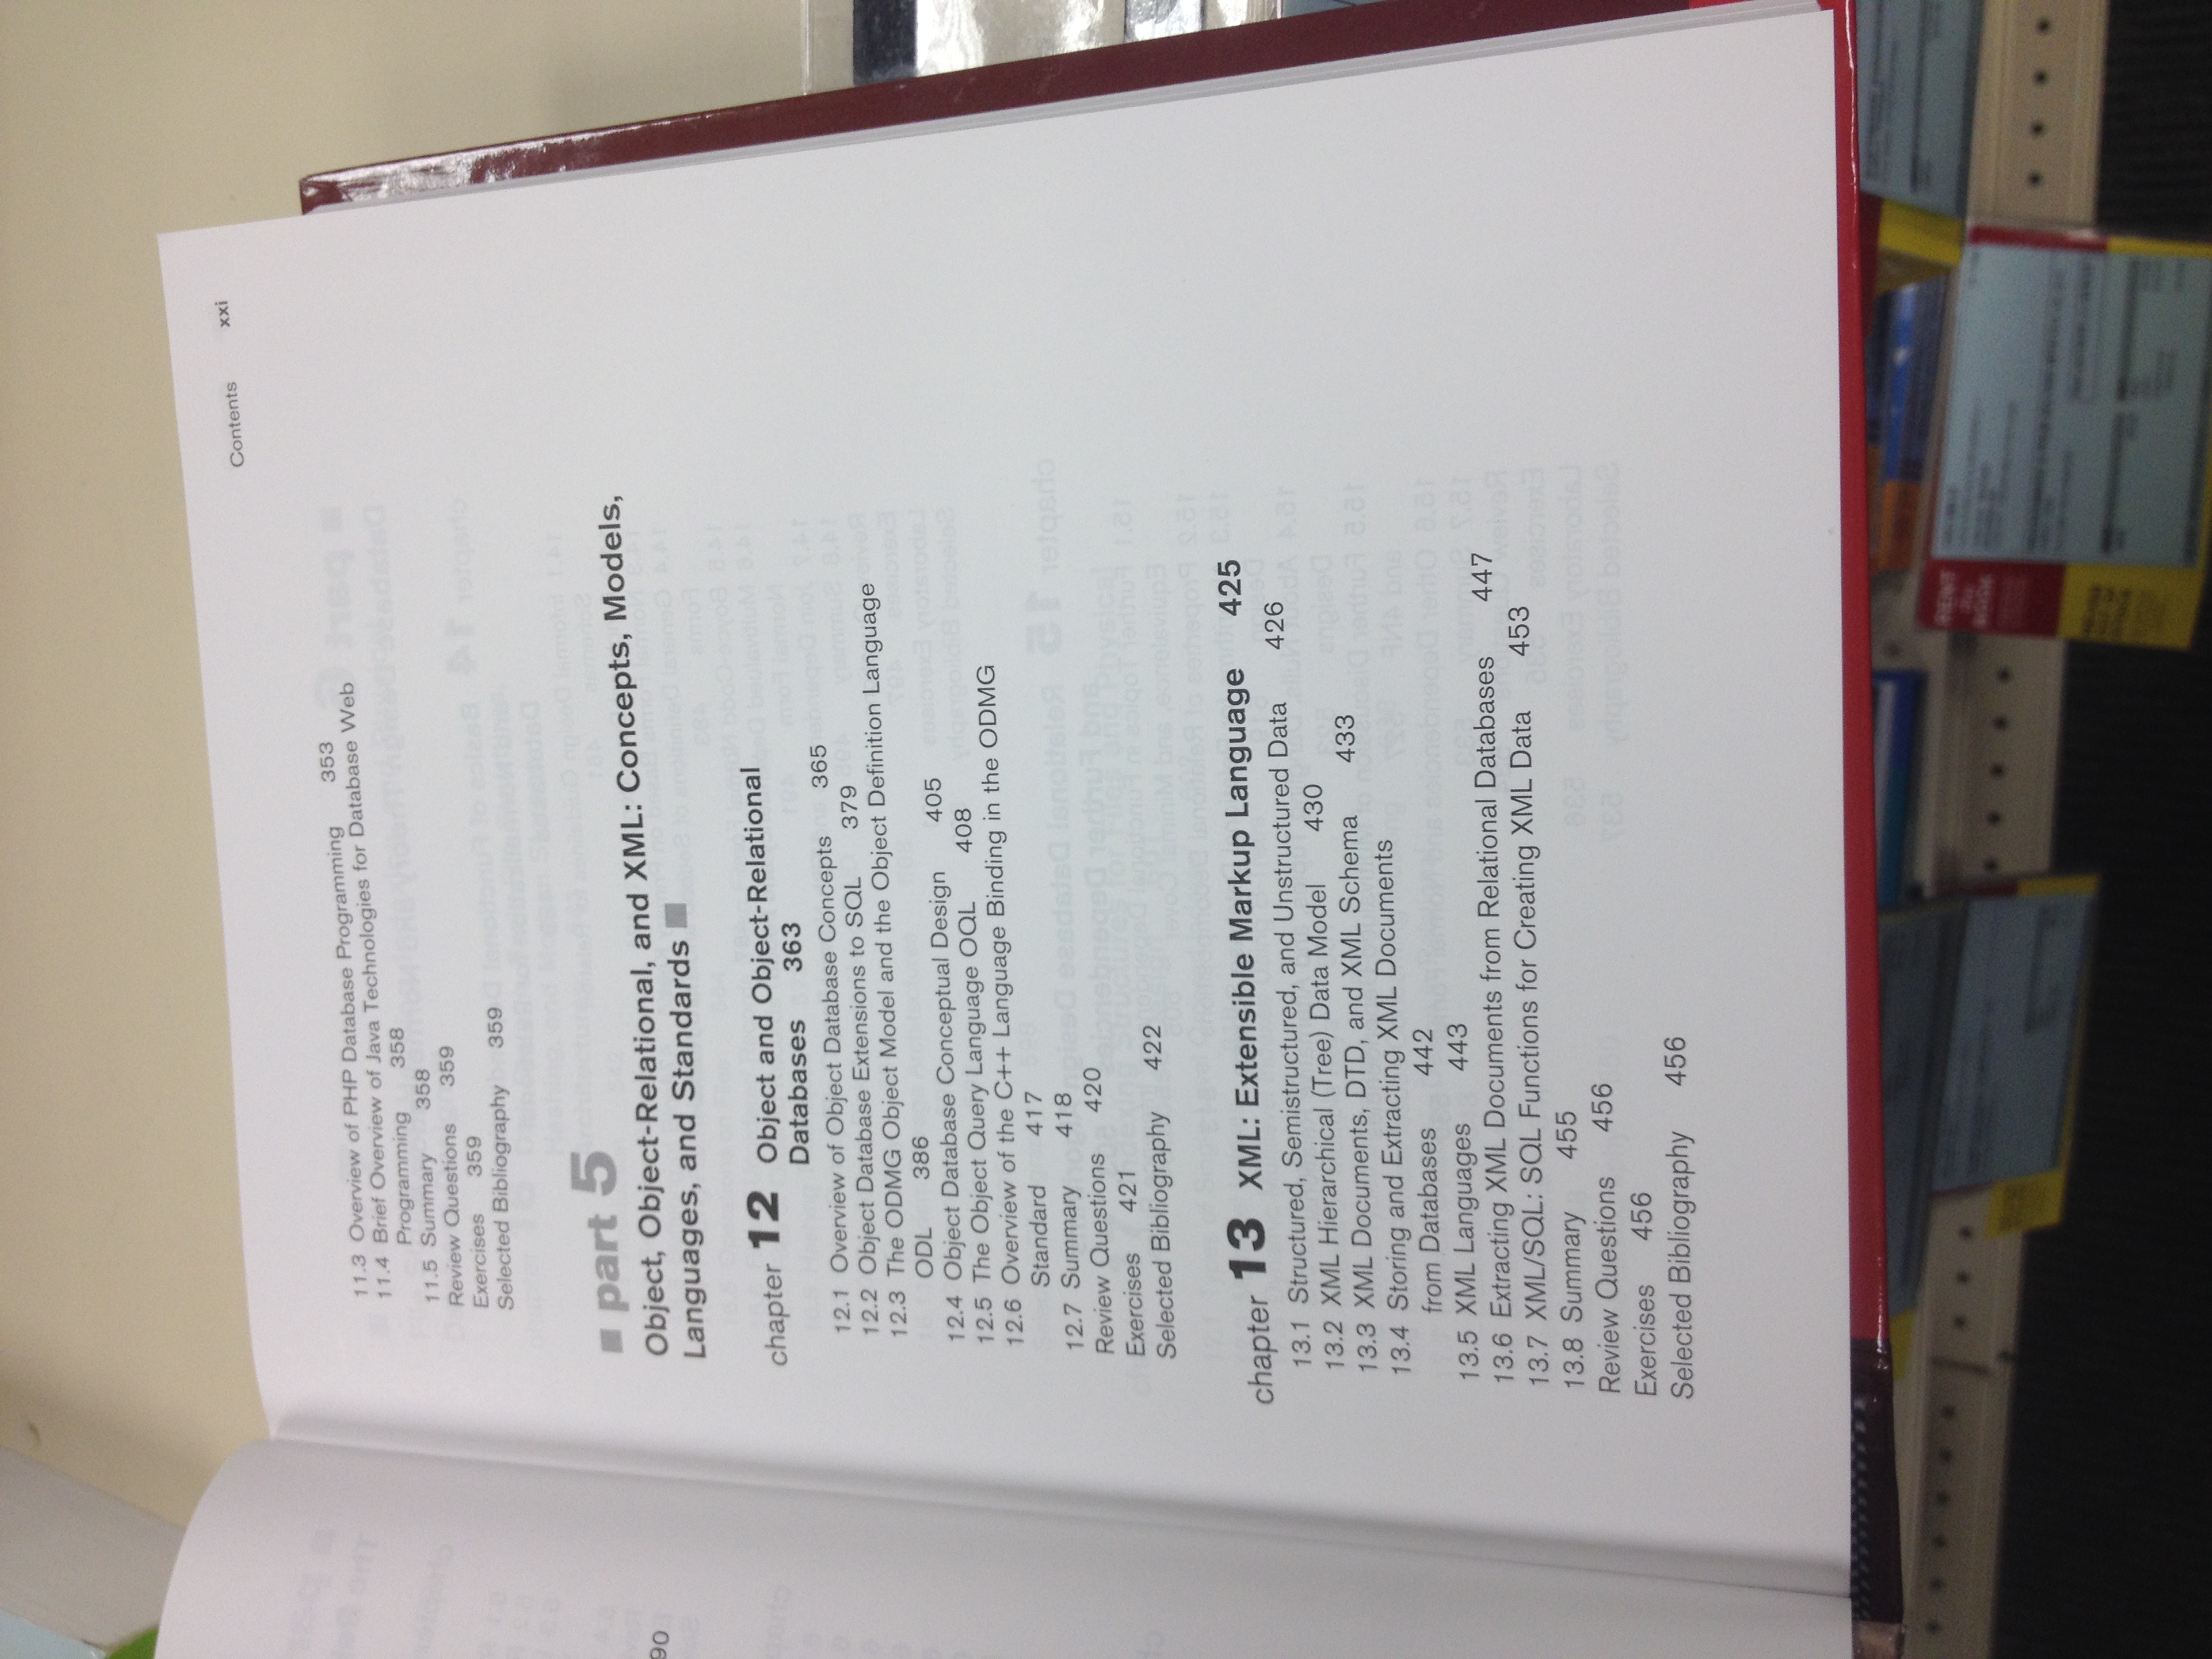 Contents xxi
11.3 Overview of PHP Database Programming 353
11.4 Brief Overview of Java Technologies for Database Web
Programming 358
11.5 Summary 358
Review Questions 359
Exercises 359
Selected Bibliography 359
■ part 5
Object, Object-Relational, and XML: Concepts, Models,
Languages, and Standards ■
chapter 12 Object and Object-Relational
Databases 363
12.1 Overview of Object Database Concepts 365
12.2 Object Database Extensions to SQL 379
12.3 The ODMG Object Model and the Object Definition Language
ODL 386
12.4 Object Database Conceptual Design 405
12.5 The Object Query Language OQL 408
12.6 Overview of the C++ Language Binding in the ODMG
Standard 417
12.7 Summary 418
Review Questions 420
Exercises 421
Selected Bibliography 422
chapter 13 XML: Extensible Markup Language 425
13.1 Structured, Semistructured, and Unstructured Data 426
13.2 XML Hierarchical (Tree) Data Model 430
13.3 XML Documents, DTD, and XML Schema 433
13.4 Storing and Extracting XML Documents
from Databases 442
13.5 XML Languages 443
13.6 Extracting XML Documents from Relational Databases 447
13.7 XML/SQL: SQL Functions for Creating XML Data 453
13.8 Summary 455
Review Questions 456
Exercises 456
Selected Bibliography 456
90
RENT
BOOK